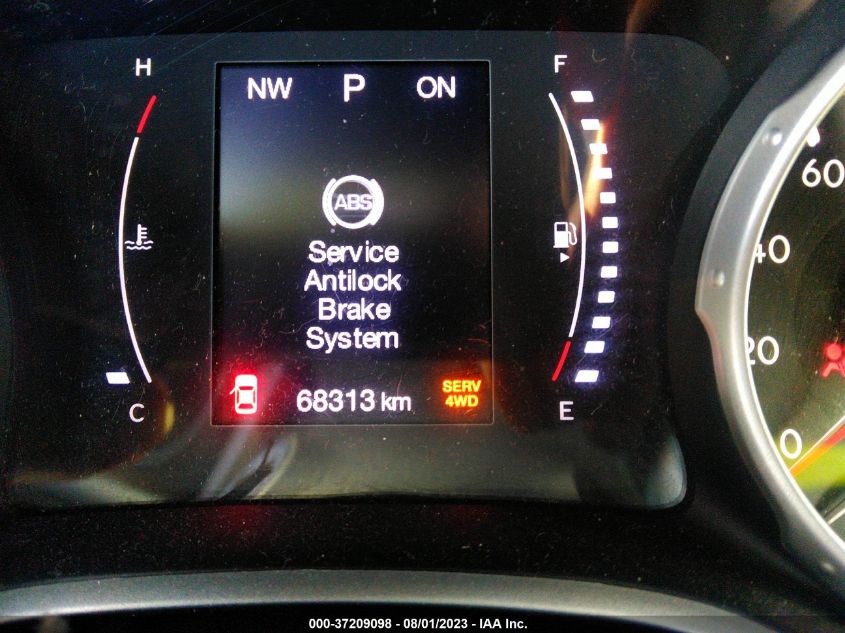 H
NW P ON
F
ABS
Service
Antilock
Brake
System
68313 km
SERV
4WD
C
E
60
40
20
0
000-37209098 - 08/01/2023 - IAA Inc.